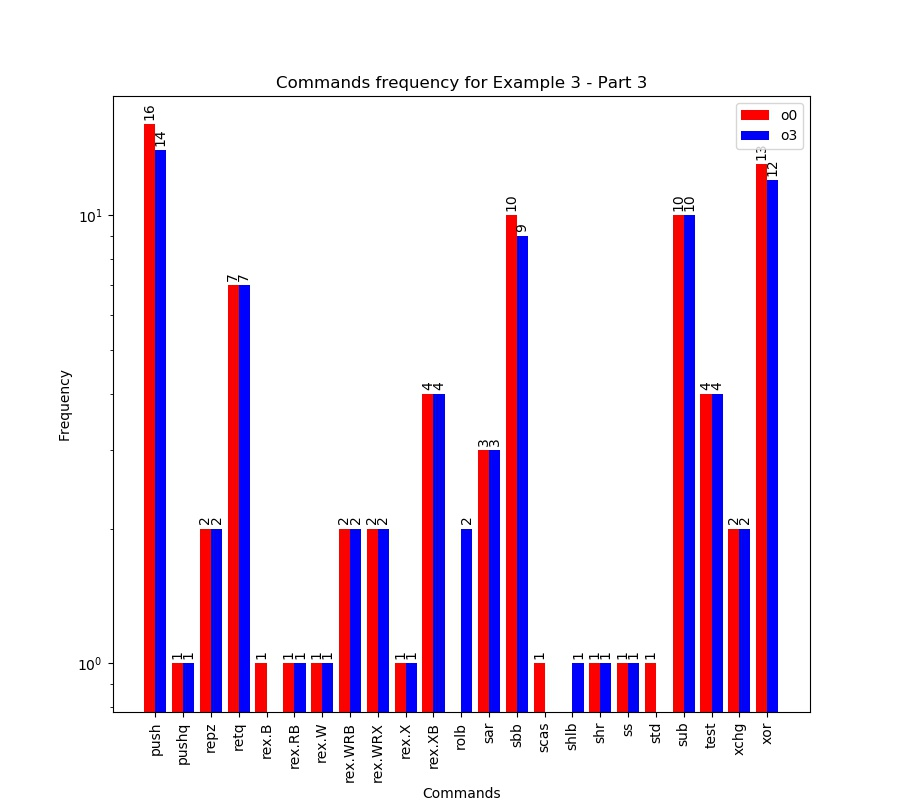 Commands frequency for Example 3 - Part 3
o0
o3
16
14
1
1
2
2
7
7
1
1
1
1
1
2
2
2
2
1
1
4
4
2
3
3
10
9
1
1
1
1
1
1
1
10
10
4
4
2
2
13
12
10¹
10⁰
Frequency
push
pushq
repz
retq
rex.B
rex.RB
rex.W
rex.WRB
rex.WRX
rex.X
rex.XB
rolb
sar
sbb
scas
shlb
shr
ss
std
sub
test
xchg
xor
Commands